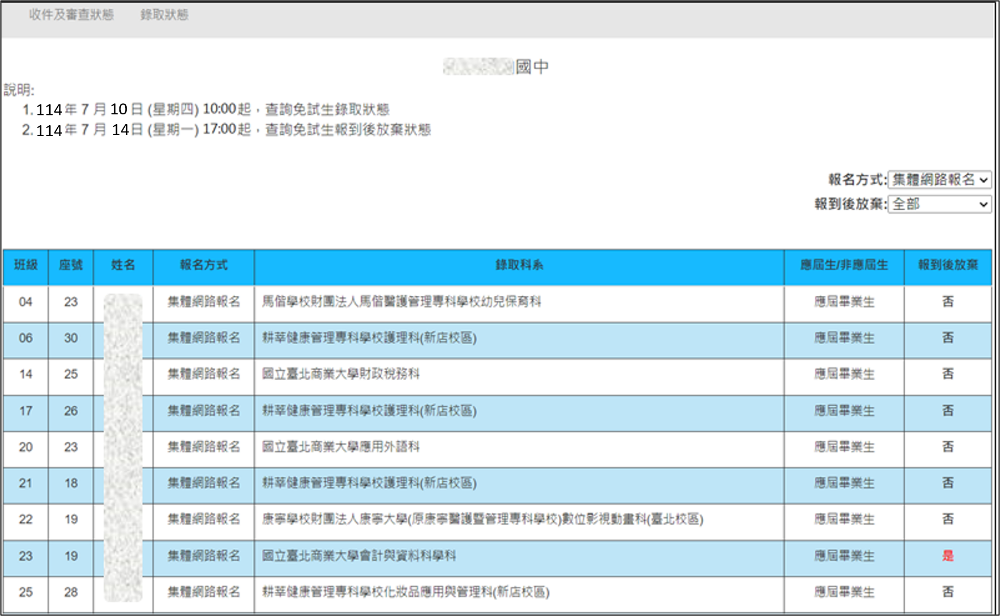 收件及審查狀態 錄取狀態
國中
說明:
1. 114年 7 月 10日 (星期四) 10:00起，查詢免試生錄取狀態
2. 114年 7 月 14日 (星期一) 17:00起，查詢免試生報到後放棄狀態
報名方式: 集體網路報名
報到後放棄: 全部
班級 座號 姓名 報名方式 錄取科系 應屆生/非應屆生 報到後放棄
04 23 集體網路報名 馬偕學校財團法人馬偕醫護管理專科學校幼兒保育科 應屆畢業生 否
06 30 集體網路報名 耕莘健康管理專科學校護理科(新店校區) 應屆畢業生 否
14 25 集體網路報名 國立臺北商業大學財政稅務科 應屆畢業生 否
17 26 集體網路報名 耕莘健康管理專科學校護理科(新店校區) 應屆畢業生 否
20 23 集體網路報名 國立臺北商業大學應用外語科 應屆畢業生 否
21 18 集體網路報名 耕莘健康管理專科學校護理科(新店校區) 應屆畢業生 否
22 19 集體網路報名 康寧學校財團法人康寧大學(原康寧醫護暨管理專科學校)數位影視動畫科(臺北校區) 應屆畢業生 否
23 19 集體網路報名 國立臺北商業大學會計與資料科學科 應屆畢業生 是
25 28 集體網路報名 耕莘健康管理專科學校化妝品應用與管理科(新店校區) 應屆畢業生 否